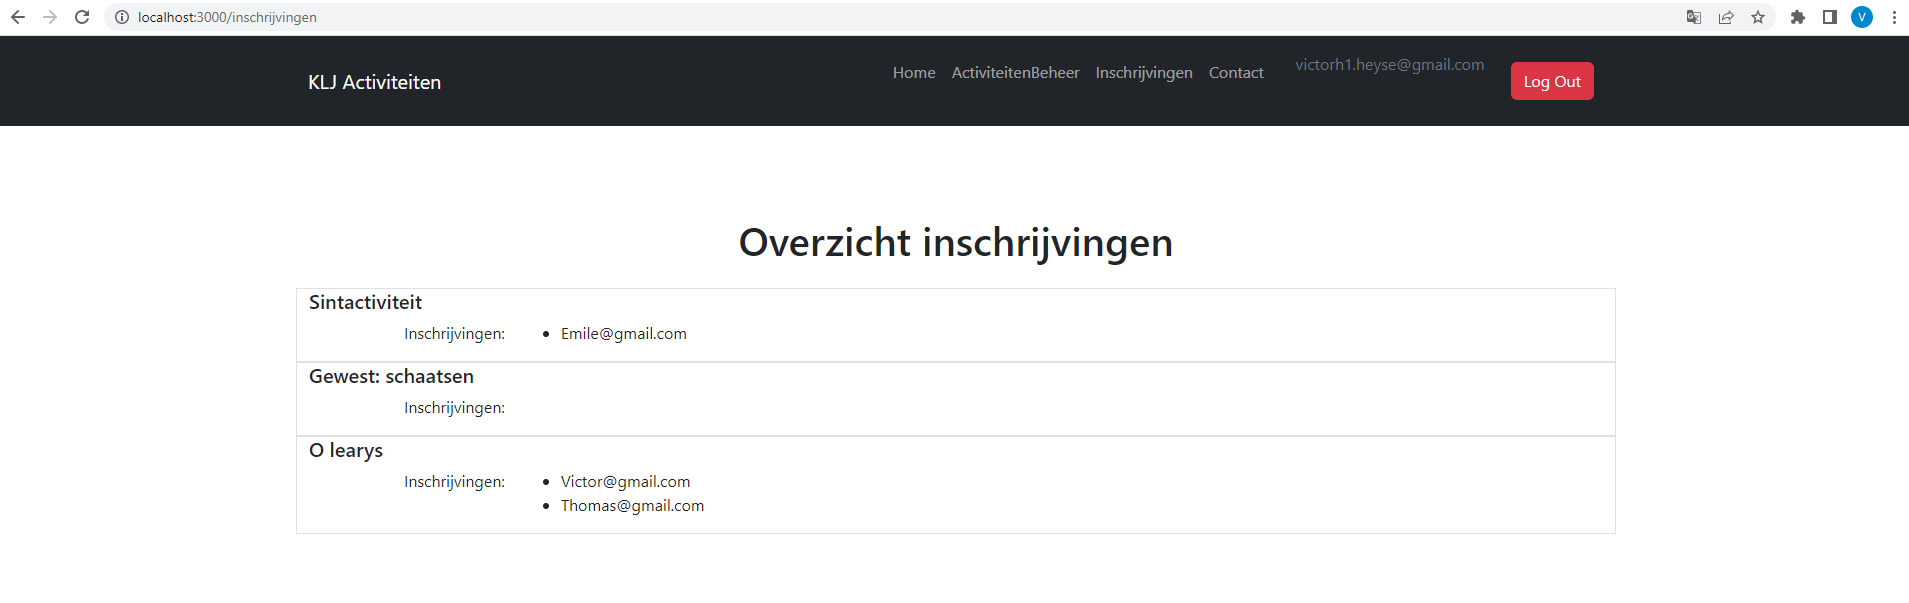 localhost:3000/inschrijvingen
V
KLJ Activiteiten Home ActiviteitenBeheer Inschrijvingen Contact victorh1.heyse@gmail.com Log Out
Overzicht inschrijvingen
Sintactiviteit
Inschrijvingen: • Emile@gmail.com
Gewest: schaatsen
Inschrijvingen:
O learys
Inschrijvingen: • Victor@gmail.com
• Thomas@gmail.com